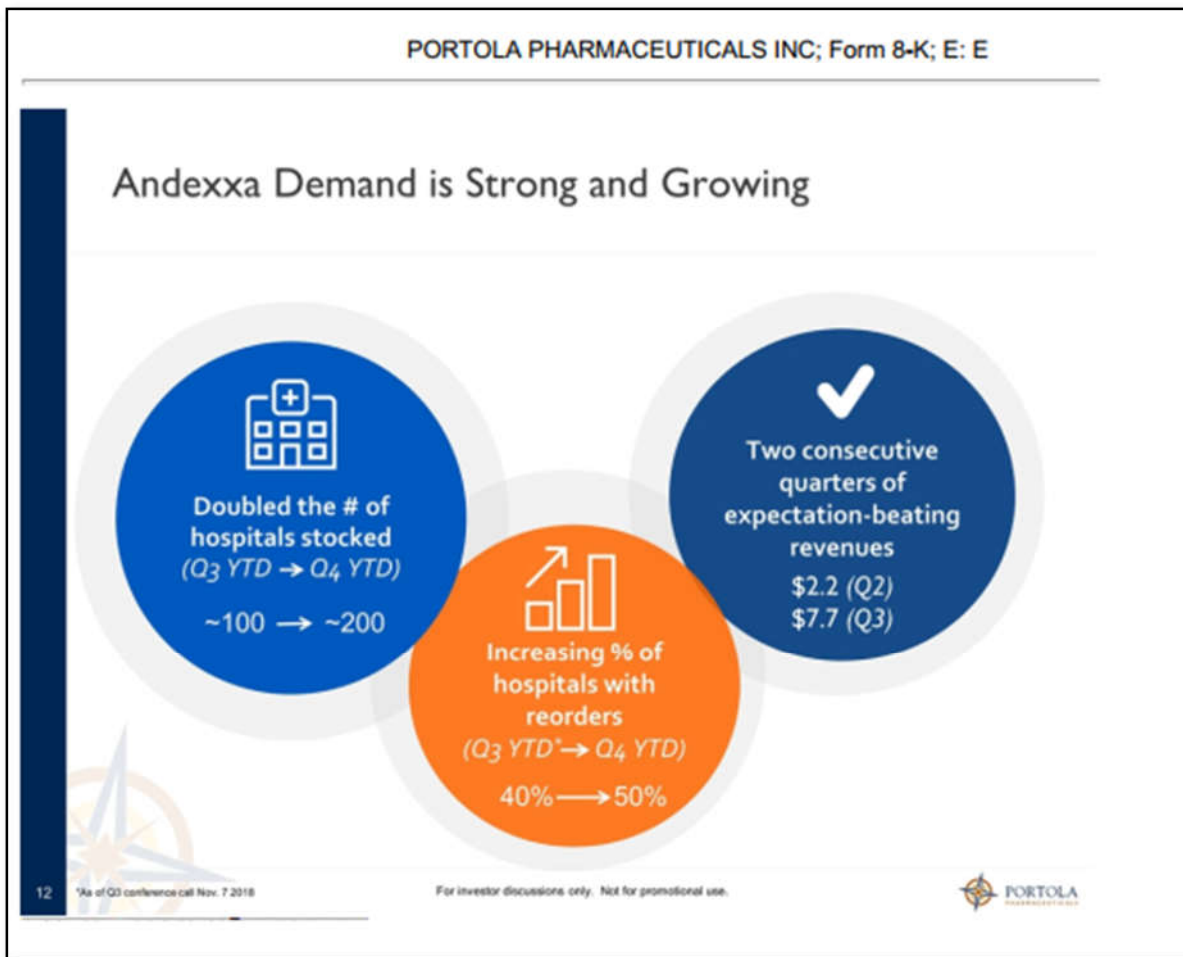 PORTOLA PHARMACEUTICALS INC; Form 8-K; E: E
Andexxa Demand is Strong and Growing
Doubled the # of
hospitals stocked
(Q3 YTD → Q4 YTD)
~100 → ~200
Increasing % of
hospitals with
reorders
(Q3 YTD*→ Q4 YTD)
40%→50%
Two consecutive
quarters of
expectation-beating
revenues
$2.2 (Q2)
$7.7 (Q3)
12
*As of Q3 conference call Nov. 7 2018
For investor discussions only. Not for promotional use.
PORTOLA
PHARMACEUTICALS